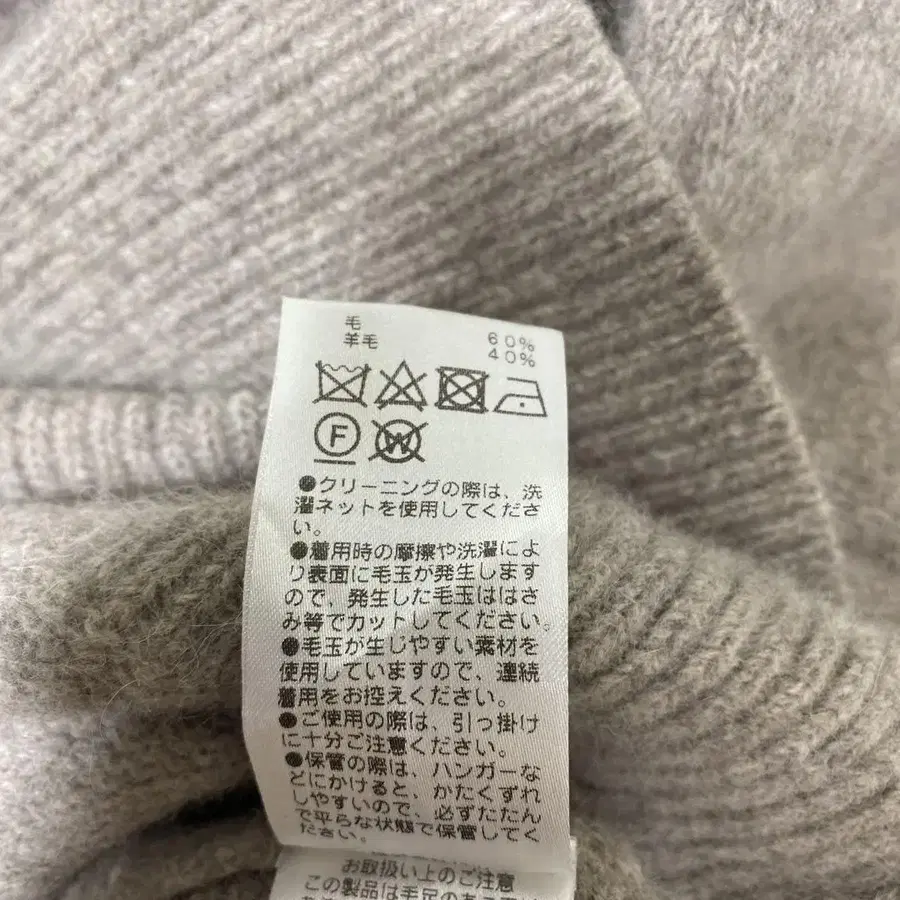 毛 60%
羊毛 40%
F
W
●クリーニングの際は、洗
濯ネットを使用してくださ
い。
●着用時の摩擦や洗濯によ
り表面に毛玉が発生します
ので、発生した毛玉ははさ
み等でカットしてください。
●毛玉が生じやすい素材を
使用していますので、連続
着用をお控えください。
●ご使用の際は、引っ掛け
に十分ご注意ください。
●保管の際は、ハンガーな
どにかけると、かたくずれ
しやすいので、必ずたたん
で平らな状態で保管してく
ださい。
お取扱い上のご注意
この製品は毛足の